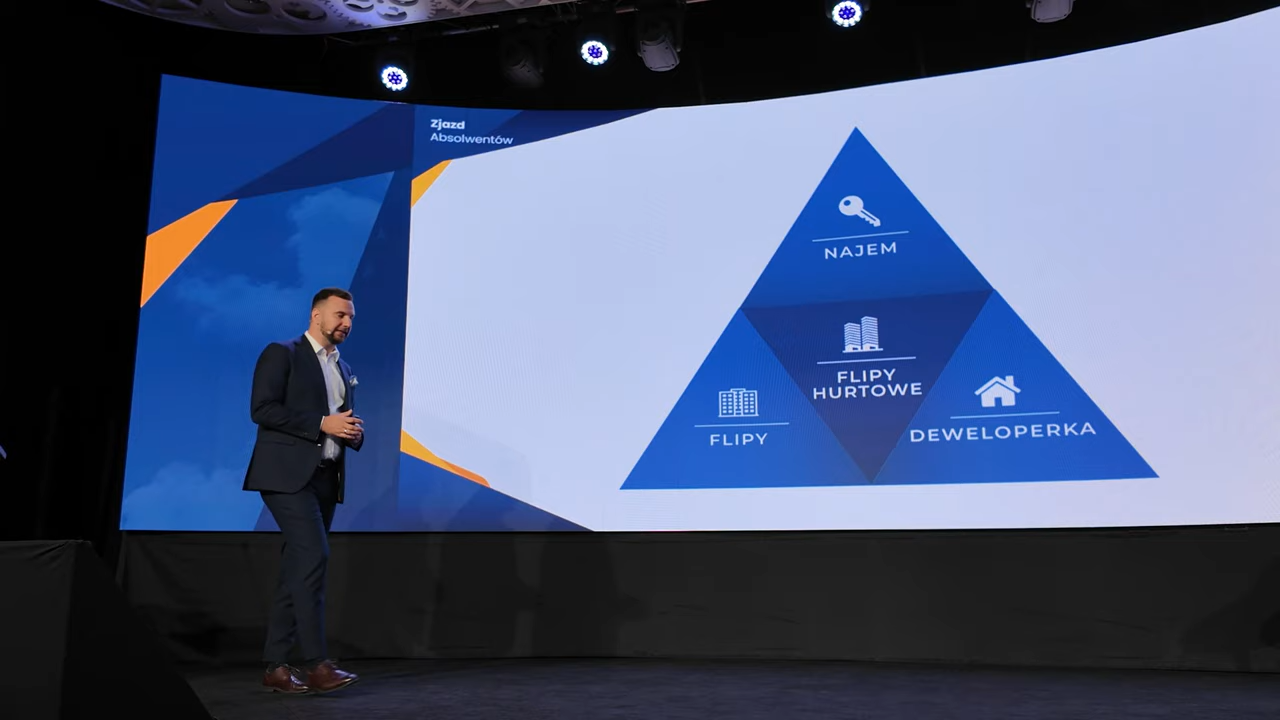 Zjazd
Absolwentów
NAJEM
FLIPY
HURTOWE
FLIPY
DEWELOPERKA